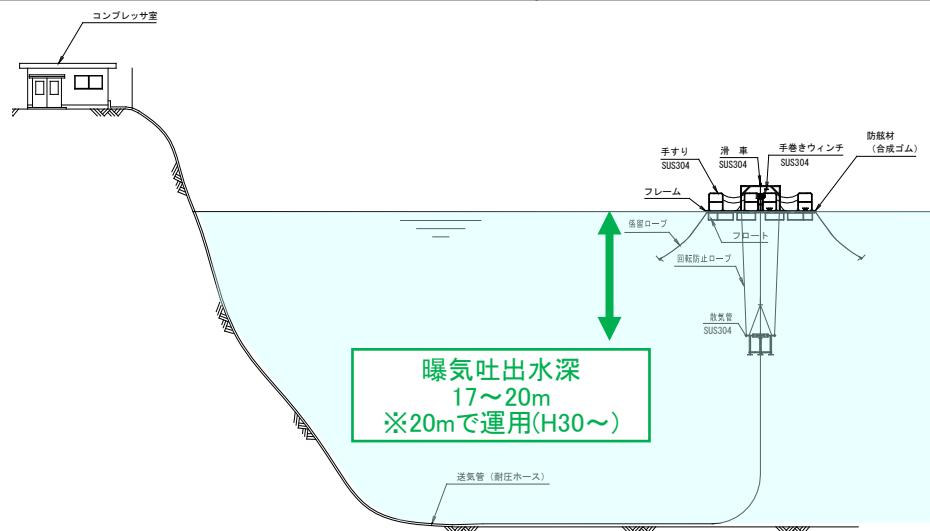 コンプレッサ室
防舷材
(合成ゴム)
手すり
SUS304
滑 車
SUS304
手巻きウィンチ
SUS304
フレーム
係留ロープ
フロート
回転防止ロープ
散気管
SUS304
曝気吐出水深
17～20m
※20mで運用(H30～)
送気管(耐圧ホース)